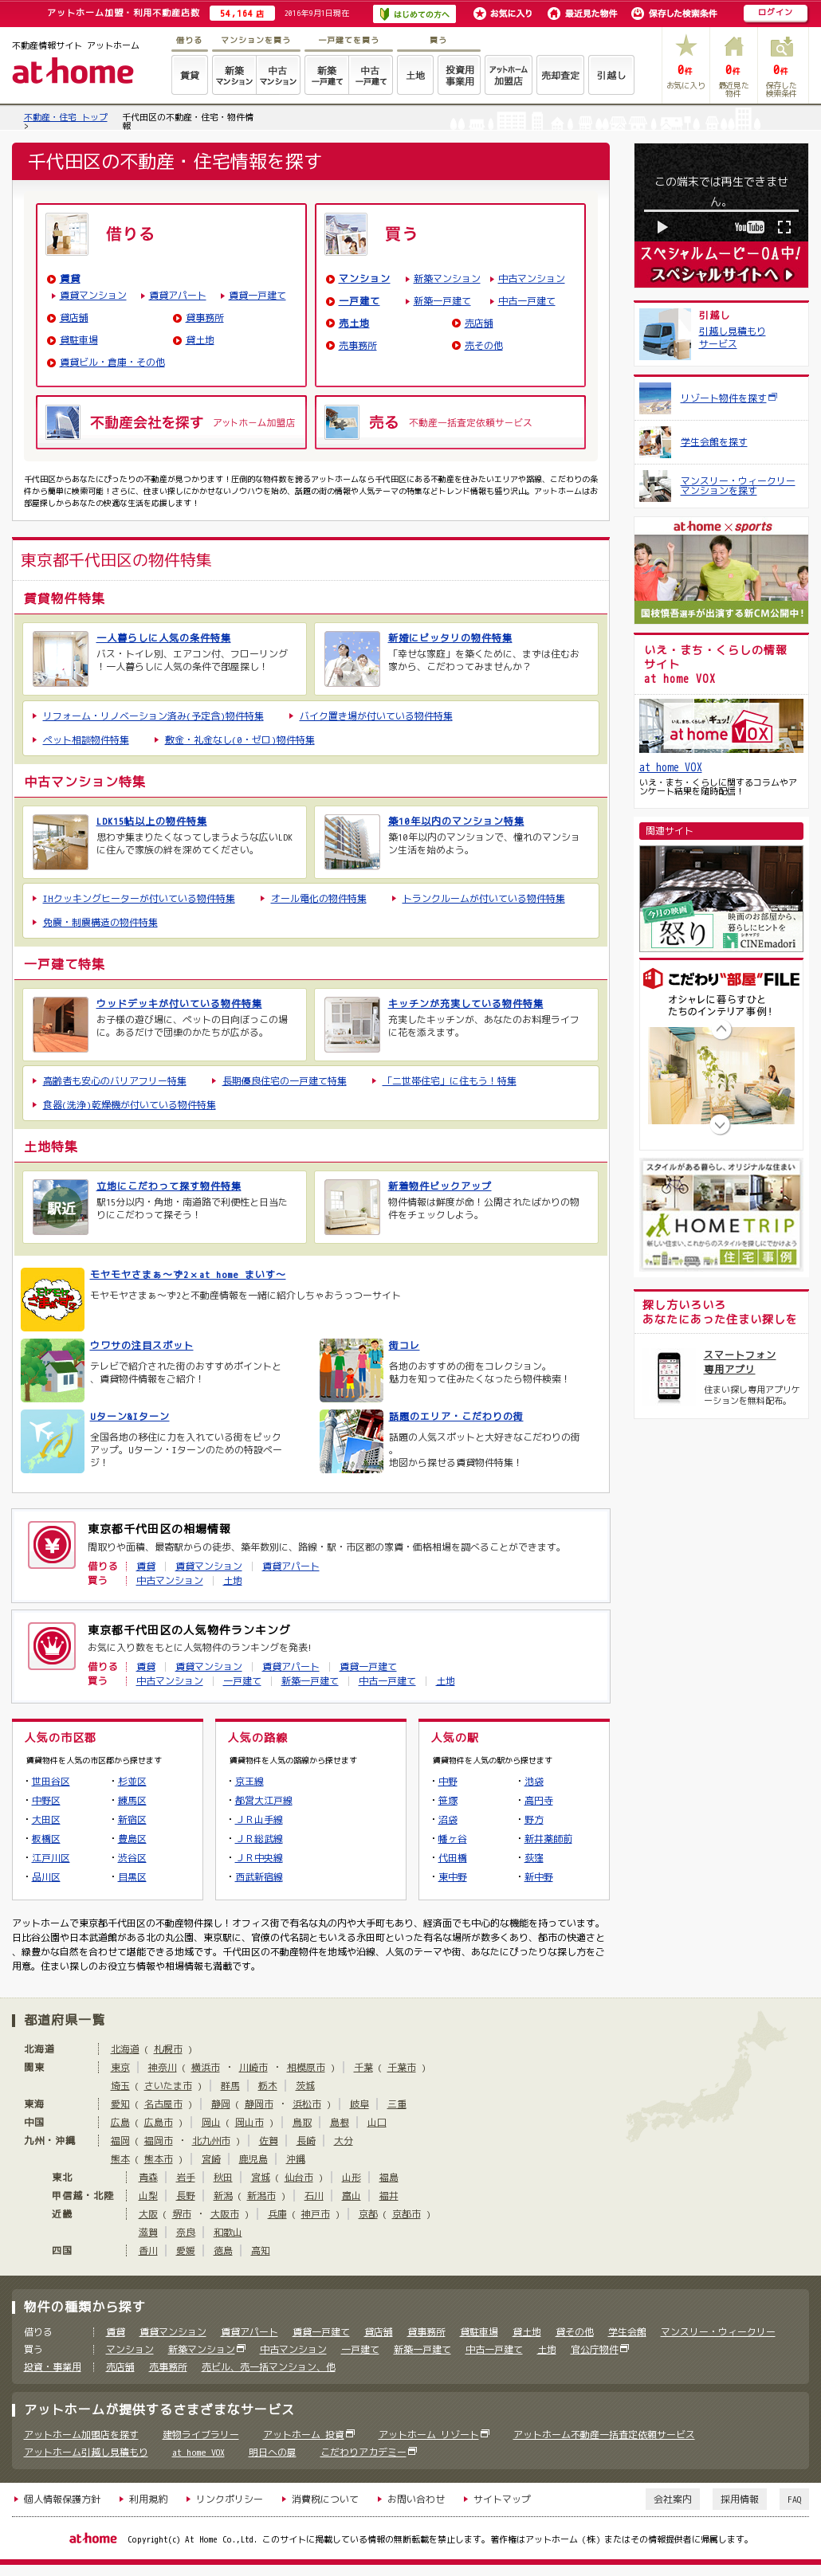 アットホーム加盟・利用不動産店数 54,164 店 2016年9月1日現在 はじめての方へ お気に入り 最近見た物件 保存した検索条件 ログイン
不動産情報サイト アットホーム
at home
借りる マンションを買う 一戸建てを買う 買う
賃貸 新築マンション 中古マンション 新築一戸建て 中古一戸建て 土地 投資用事業用 アットホーム加盟店 売却査定 引越し
0件 お気に入り 0件 最近見た物件 0件 保存した検索条件
不動産・住宅 トップ > 千代田区の不動産・住宅・物件情報
千代田区の不動産・住宅情報を探す
借りる
賃貸
賃貸マンション 賃貸アパート 賃貸一戸建て
貸店舗 貸事務所
貸駐車場 貸土地
賃貸ビル・倉庫・その他
買う
マンション 新築マンション 中古マンション
一戸建て 新築一戸建て 中古一戸建て
売土地 売店舗
売事務所 売その他
不動産会社を探す アットホーム加盟店
売る 不動産一括査定依頼サービス
千代田区からあなたにぴったりの不動産が見つかります！圧倒的な物件数を誇るアットホームなら千代田区にある不動産を住みたいエリアや路線、こだわりの条
件から簡単に検索可能！さらに、住まい探しにかかせないノウハウを始め、話題の街の情報や人気テーマの特集などトレンド情報も盛り沢山。アットホームはお
部屋探しからあなたの快適な生活を応援します！
東京都千代田区の物件特集
賃貸物件特集
一人暮らしに人気の条件特集
バス・トイレ別、エアコン付、フローリング
！一人暮らしに人気の条件で部屋探し！
新婚にピッタリの物件特集
「幸せな家庭」を築くために、まずは住むお
家から、こだわってみませんか？
リフォーム・リノベーション済み(予定含)物件特集 バイク置き場が付いている物件特集
ペット相談物件特集 敷金・礼金なし(0・ゼロ)物件特集
中古マンション特集
LDK15帖以上の物件特集
思わず集まりたくなってしまうような広いLDK
に住んで家族の絆を深めてください。
築10年以内のマンション特集
築10年以内のマンションで、憧れのマンショ
ン生活を始めよう。
IHクッキングヒーターが付いている物件特集 オール電化の物件特集 トランクルームが付いている物件特集
免震・制震構造の物件特集
一戸建て特集
ウッドデッキが付いている物件特集
お子様の遊び場に、ペットの日向ぼっこの場
に。あるだけで団欒のかたちが広がる。
キッチンが充実している物件特集
充実したキッチンが、あなたのお料理ライフ
に花を添えます。
高齢者も安心のバリアフリー特集 長期優良住宅の一戸建て特集 「二世帯住宅」に住もう！特集
食器(洗浄)乾燥機が付いている物件特集
土地特集
駅近
立地にこだわって探す物件特集
駅15分以内・角地・南道路で利便性と日当た
りにこだわって探そう！
新着物件ピックアップ
物件情報は鮮度が命！公開されたばかりの物
件をチェックしよう。
モヤモヤさまぁ～ず2×at home まいす～
モヤモヤさまぁ～ず2と不動産情報を一緒に紹介しちゃおうっつーサイト
ウワサの注目スポット
テレビで紹介された街のおすすめポイントと
、賃貸物件情報をご紹介！
街コレ
各地のおすすめの街をコレクション。
魅力を知って住みたくなったら物件検索！
Uターン&Iターン
全国各地の移住に力を入れている街をピック
アップ。Uターン・Iターンのための特設ペー
ジ！
話題のエリア・こだわりの街
話題の人気スポットと大好きなこだわりの街
。
地図から探せる賃貸物件特集！
東京都千代田区の相場情報
間取りや面積、最寄駅からの徒歩、築年数別に、路線・駅・市区郡の家賃・価格相場を調べることができます。
借りる 賃貸 賃貸マンション 賃貸アパート
買う 中古マンション 土地
東京都千代田区の人気物件ランキング
お気に入り数をもとに人気物件のランキングを発表!
借りる 賃貸 賃貸マンション 賃貸アパート 賃貸一戸建て
買う 中古マンション 一戸建て 新築一戸建て 中古一戸建て 土地
人気の市区郡
賃貸物件を人気の市区郡から探せます
・世田谷区 ・杉並区
・中野区 ・練馬区
・大田区 ・新宿区
・板橋区 ・豊島区
・江戸川区 ・渋谷区
・品川区 ・目黒区
人気の路線
賃貸物件を人気の路線から探せます
・京王線
・都営大江戸線
・ＪＲ山手線
・ＪＲ総武線
・ＪＲ中央線
・西武新宿線
人気の駅
賃貸物件を人気の駅から探せます
・中野 ・池袋
・笹塚 ・高円寺
・沼袋 ・野方
・幡ヶ谷 ・新井薬師前
・代田橋 ・荻窪
・東中野 ・新中野
アットホームで東京都千代田区の不動産物件探し！オフィス街で有名な丸の内や大手町もあり、経済面でも中心的な機能を持っています。
日比谷公園や日本武道館がある北の丸公園、東京駅に、官僚の代名詞ともいえる永田町といった有名な場所が数多くあり、都市の快適さと
、緑豊かな自然を合わせて堪能できる地域です。千代田区の不動産物件を地域や沿線、人気のテーマや街、あなたにぴったりな探し方をご
用意。住まい探しのお役立ち情報や相場情報も満載です。
この端末では再生できません。
YouTube
スペシャルムービーOA中!
スペシャルサイトへ
引越し
引越し見積もり
サービス
リゾート物件を探す
学生会館を探す
マンスリー・ウィークリー
マンションを探す
at home × sports
国枝慎吾選手が出演する新CM公開中！
いえ・まち・くらしの情報
サイト
at home VOX
いえ、まち、くらしがギュッ!
at home VOX
at home VOX
いえ・まち・くらしに関するコラムやア
ンケート結果を随時配信！
関連サイト
今月の映画
怒り
映画のお部屋から、
暮らしにヒントを
シネマドリ
CINEmadori
こだわり“部屋”FILE
オシャレに暮らすひと
たちのインテリア事例！
スタイルがある暮らし、オリジナルな住まい
HOMETRIP
新しい住まい、これからのスタイルを探しにでかけよう
住宅事例
探し方いろいろ
あなたにあった住まい探しを
スマートフォン
専用アプリ
住まい探し専用アプリケ
ーションを無料配布。
都道府県一覧
北海道 北海道 ( 札幌市 )
関東 東京 神奈川 ( 横浜市 ・ 川崎市 ・ 相模原市 ) 千葉 ( 千葉市 )
埼玉 ( さいたま市 ) 群馬 栃木 茨城
東海 愛知 ( 名古屋市 ) 静岡 ( 静岡市 ・ 浜松市 ) 岐阜 三重
中国 広島 ( 広島市 ) 岡山 ( 岡山市 ) 鳥取 島根 山口
九州・沖縄 福岡 ( 福岡市 ・ 北九州市 ) 佐賀 長崎 大分
熊本 ( 熊本市 ) 宮崎 鹿児島 沖縄
東北 青森 岩手 秋田 宮城 ( 仙台市 ) 山形 福島
甲信越・北陸 山梨 長野 新潟 ( 新潟市 ) 石川 富山 福井
近畿 大阪 ( 堺市 ・ 大阪市 ) 兵庫 ( 神戸市 ) 京都 ( 京都市 )
滋賀 奈良 和歌山
四国 香川 愛媛 徳島 高知
物件の種類から探す
借りる 賃貸 賃貸マンション 賃貸アパート 賃貸一戸建て 貸店舗 貸事務所 貸駐車場 貸土地 貸その他 学生会館 マンスリー・ウィークリー
買う マンション 新築マンション 中古マンション 一戸建て 新築一戸建て 中古一戸建て 土地 官公庁物件
投資・事業用 売店舗 売事務所 売ビル、売一括マンション、他
アットホームが提供するさまざまなサービス
アットホーム加盟店を探す 建物ライブラリー アットホーム 投資 アットホーム リゾート アットホーム不動産一括査定依頼サービス
アットホーム引越し見積もり at home VOX 明日への扉 こだわりアカデミー
個人情報保護方針 利用規約 リンクポリシー 消費税について お問い合わせ サイトマップ 会社案内 採用情報 FAQ
at home Copyright(c) At Home Co.,Ltd. このサイトに掲載している情報の無断転載を禁止します。著作権はアットホーム（株）またはその情報提供者に帰属します。